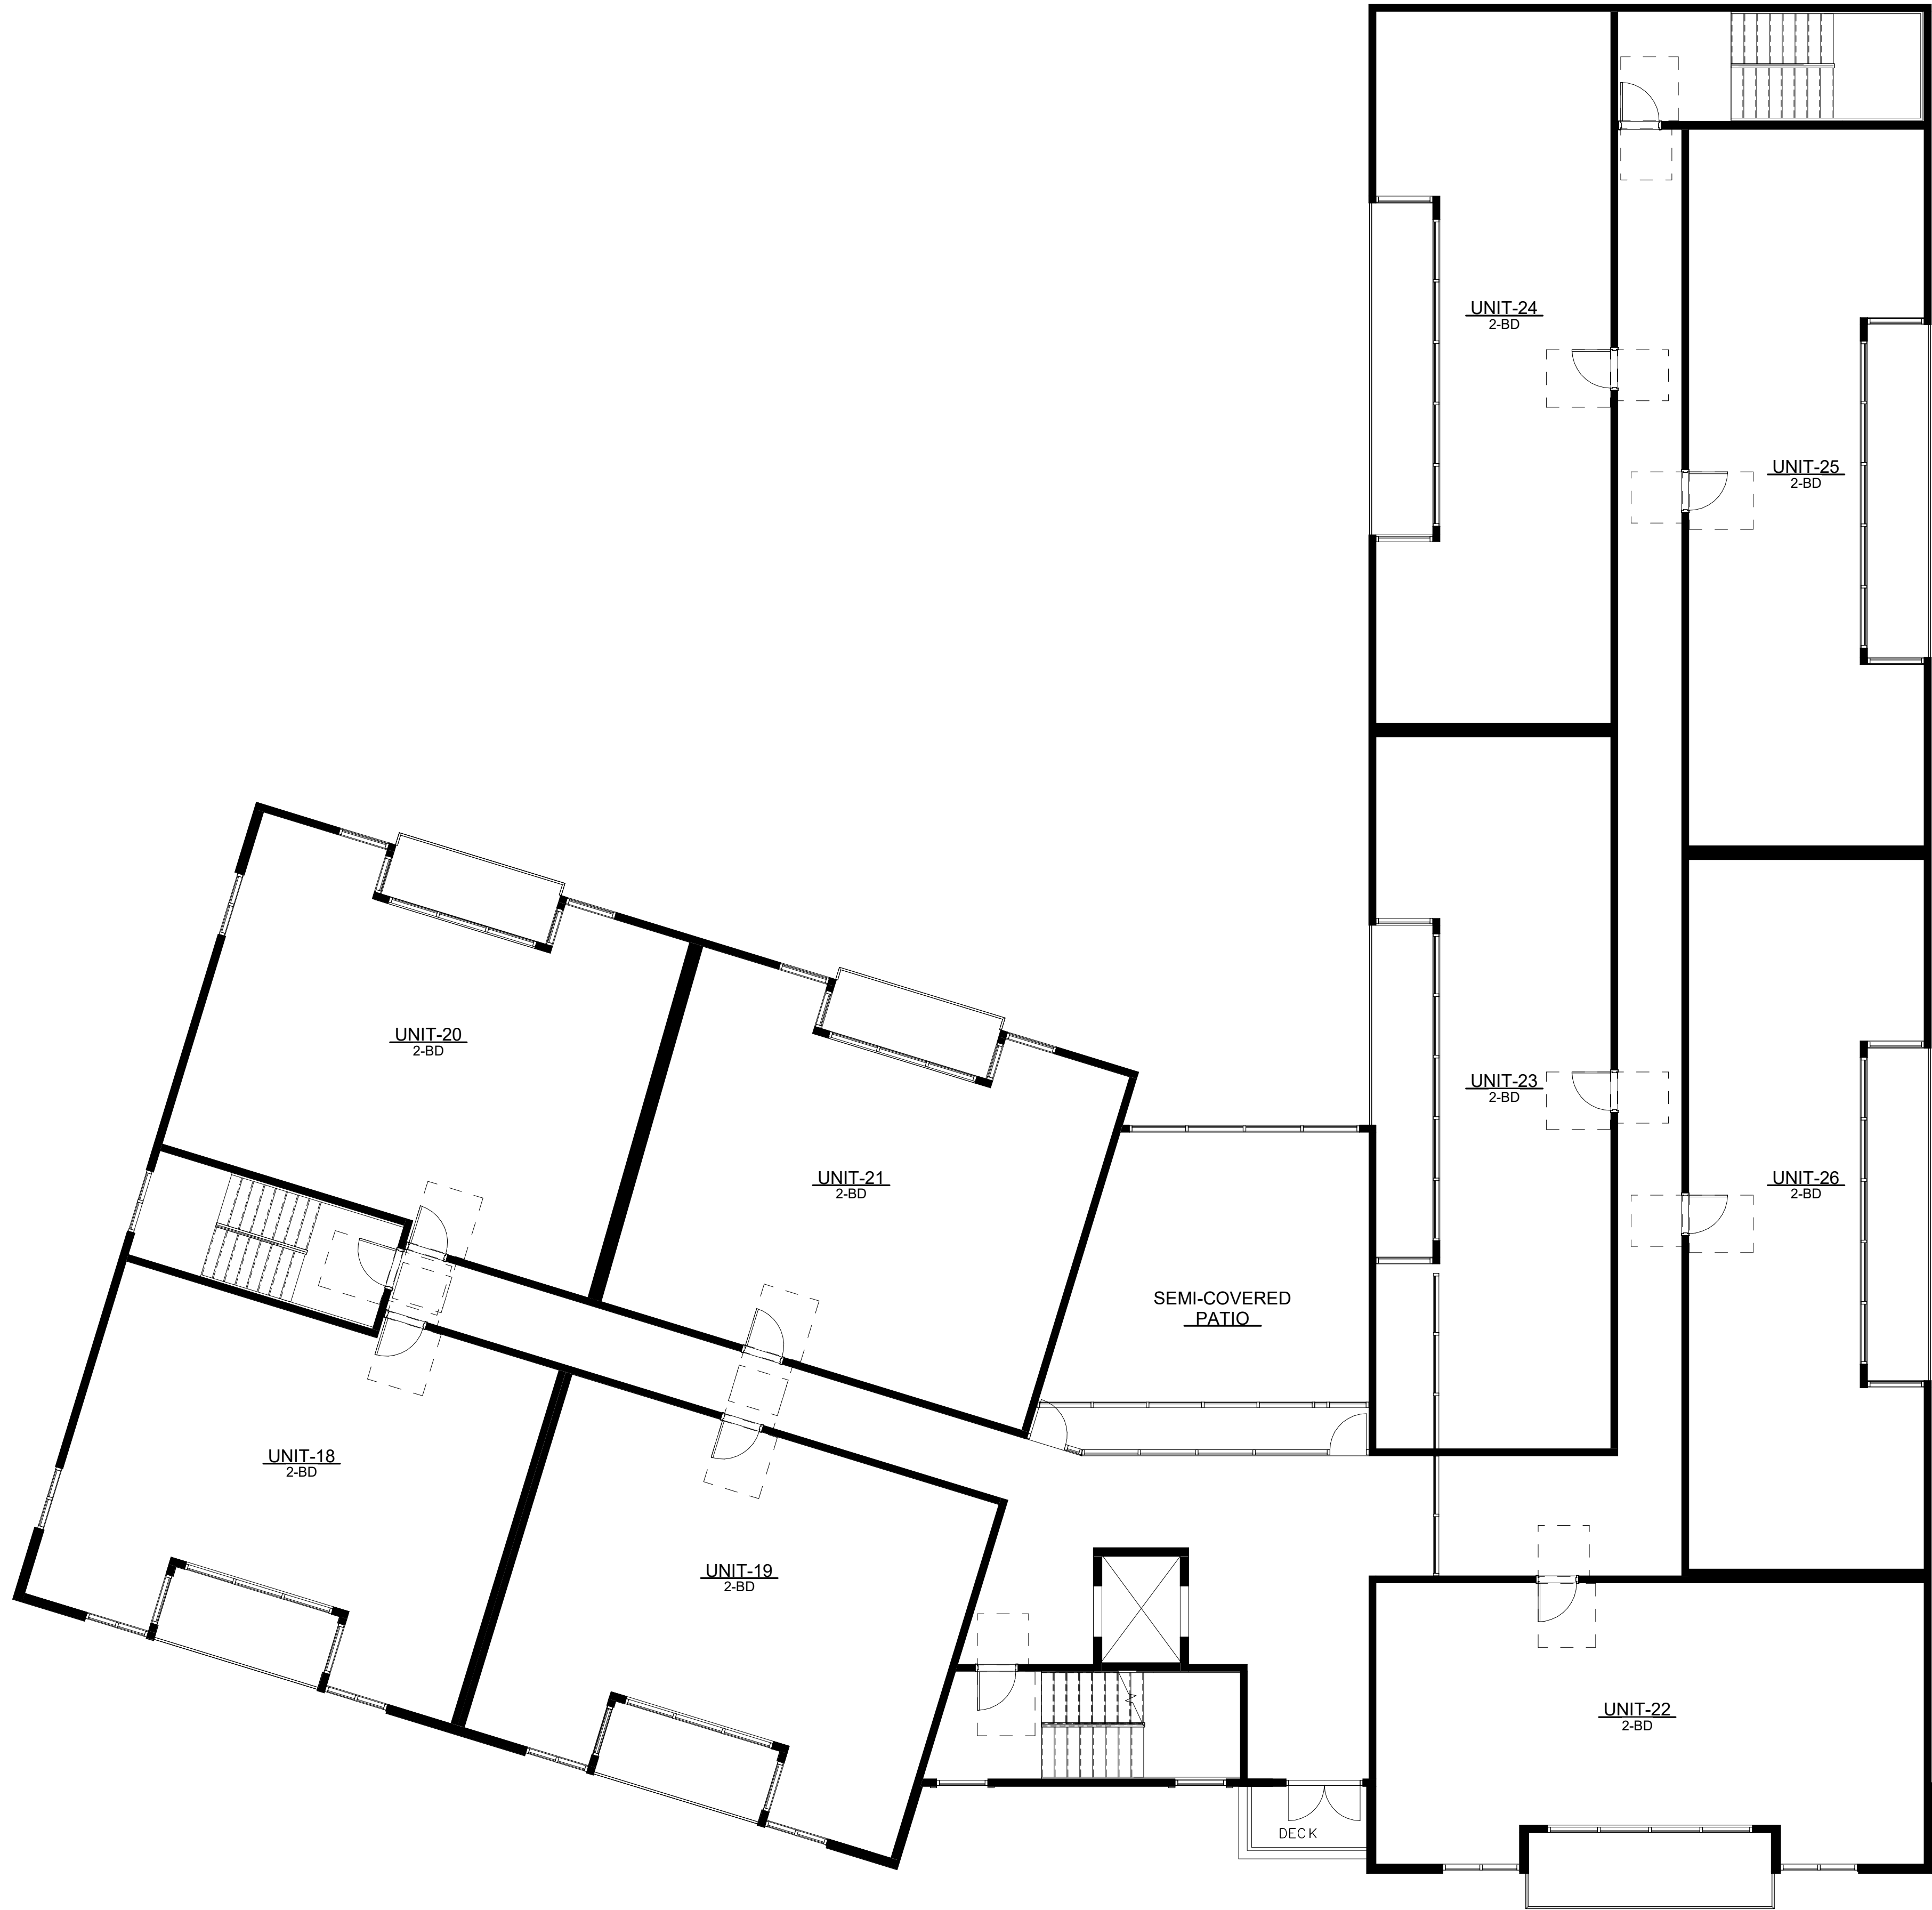 UNIT-24
2-BD
UNIT-25
2-BD
UNIT-20
2-BD
UNIT-23
2-BD
UNIT-21
2-BD
UNIT-26
2-BD
SEMI-COVERED
PATIO
UNIT-18
2-BD
UNIT-19
2-BD
UNIT-22
2-BD
DECK